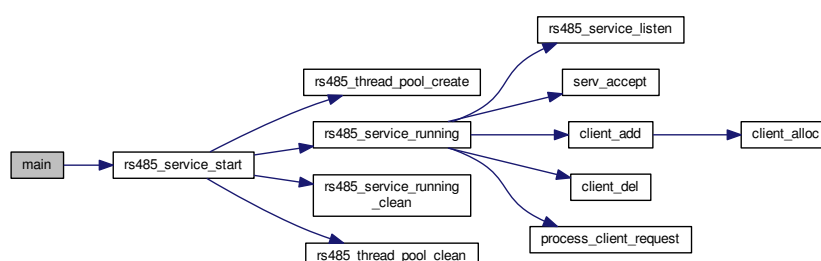 rs485_service_listen
rs485_thread_pool_create
serv_accept
main
rs485_service_start
rs485_service_running
client_add
client_alloc
rs485_service_running
_clean
client_del
process_client_request
rs485_thread_pool_clean